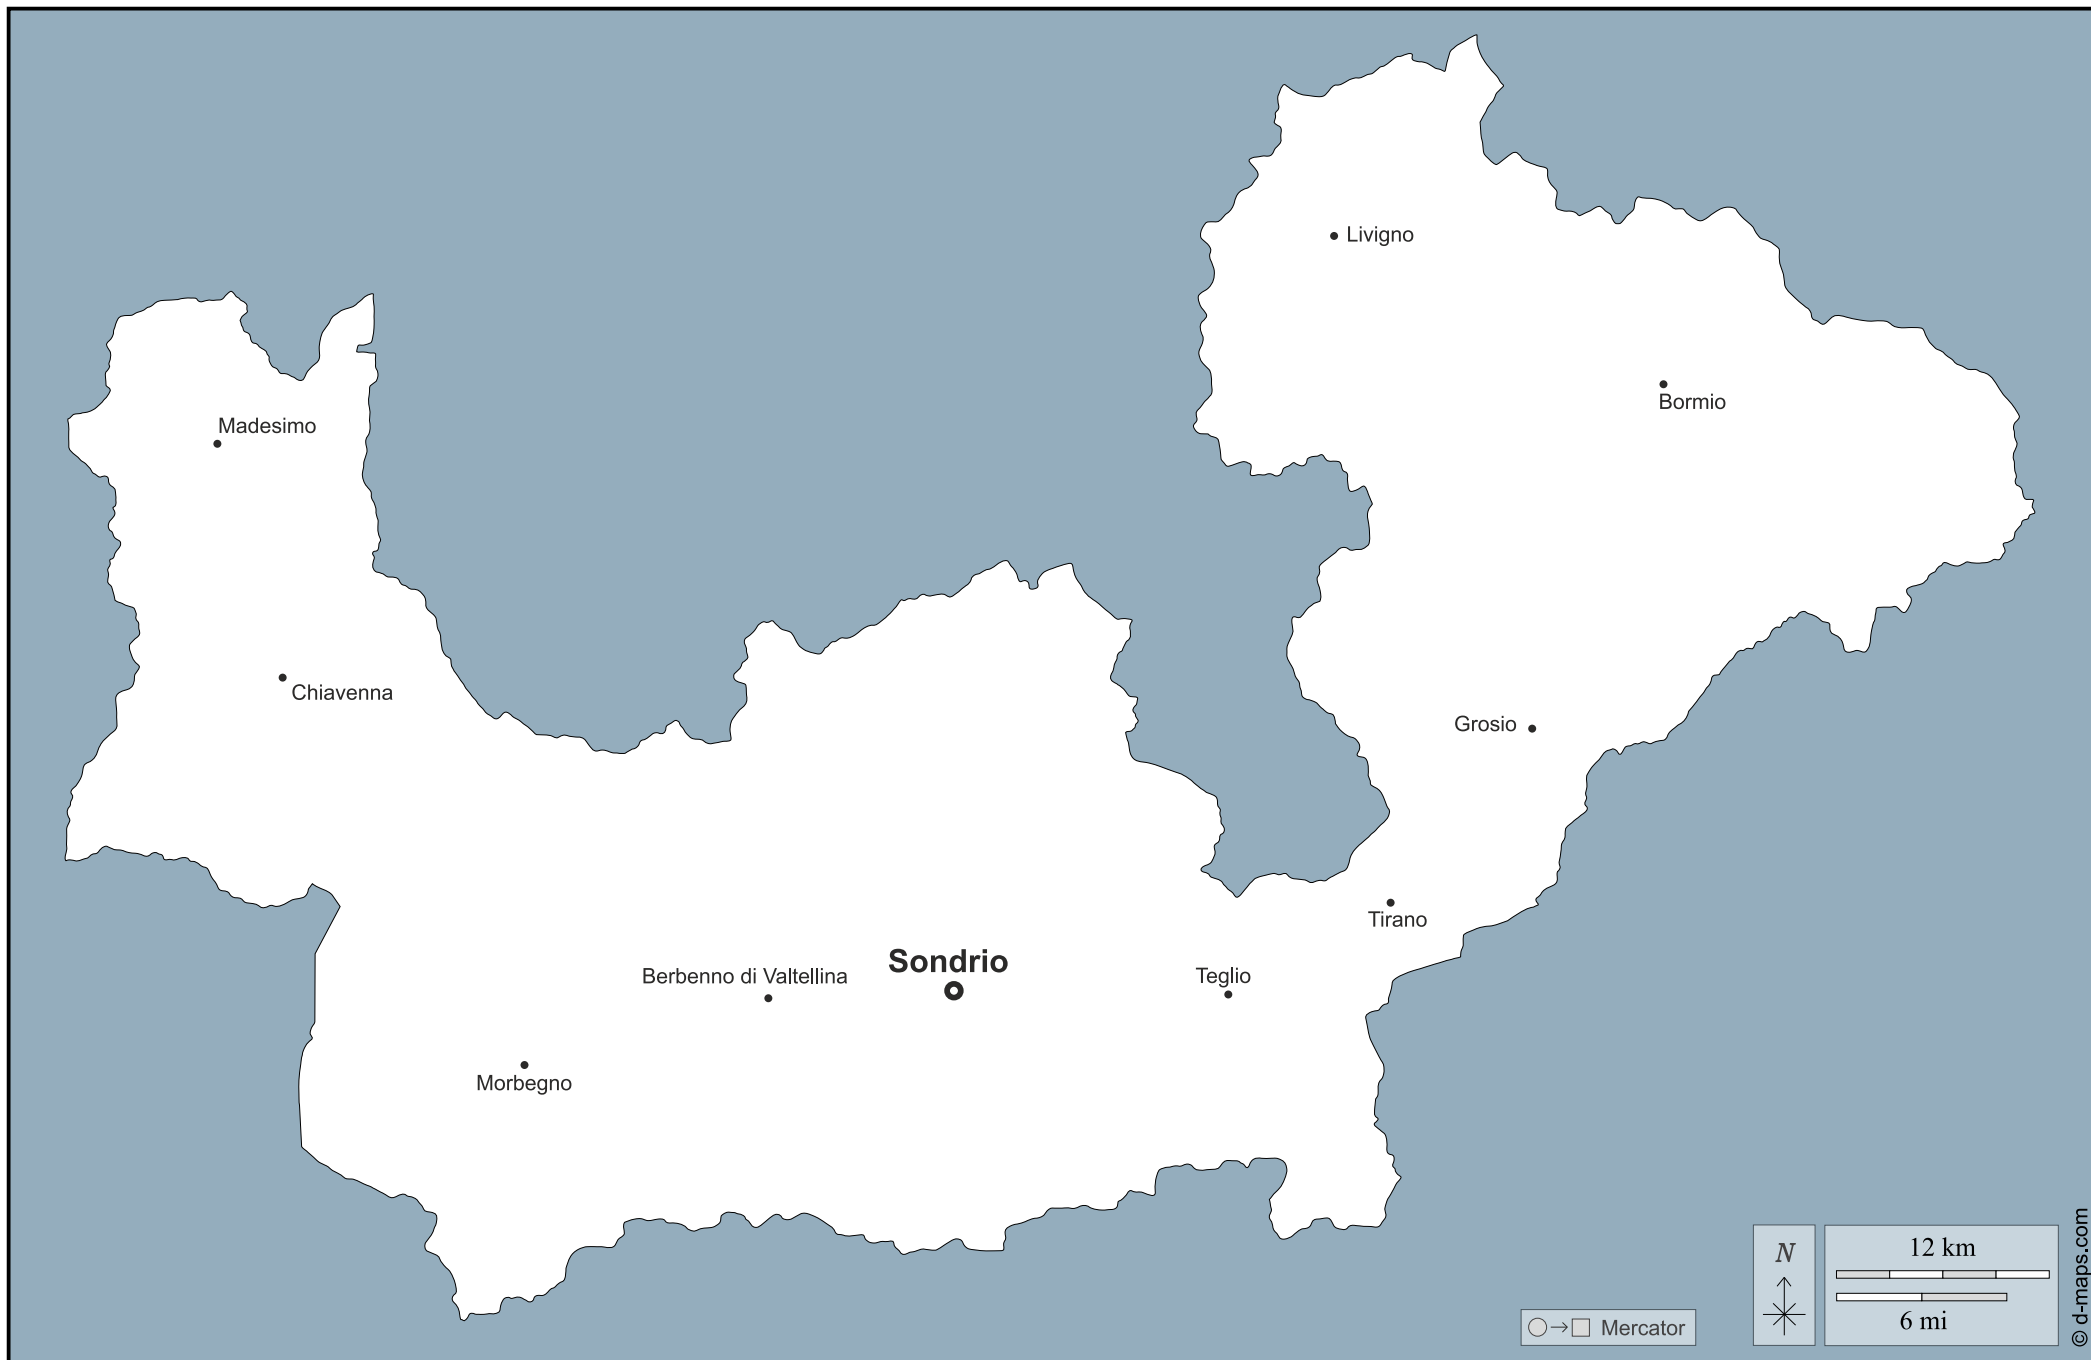 Livigno
Bormio
Madesimo
Chiavenna
Grosio
Tirano
Sondrio
Berbenno di Valtellina
Teglio
Morbegno
N
12 km
6 mi
Mercator
© d-maps.com